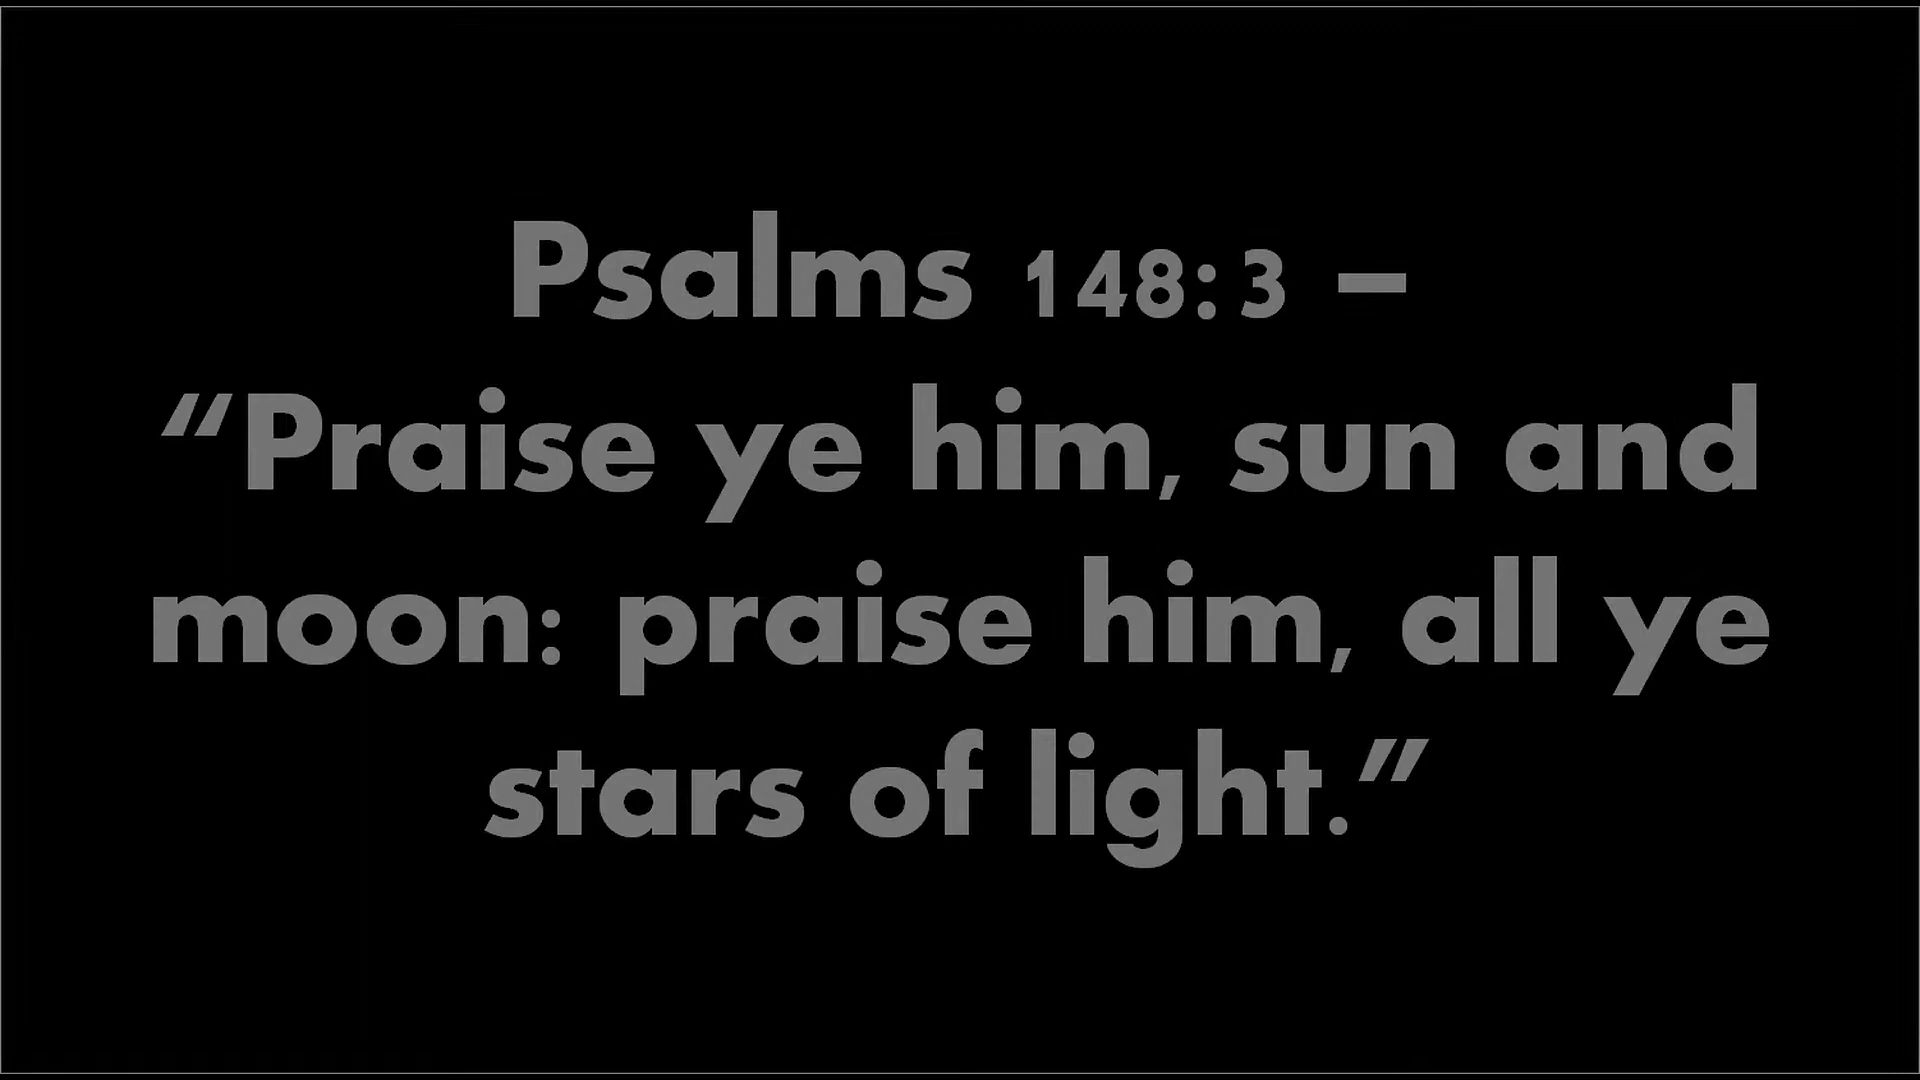 Psalms 148:3 –
“Praise ye him, sun and
moon: praise him, all ye
stars of light.”